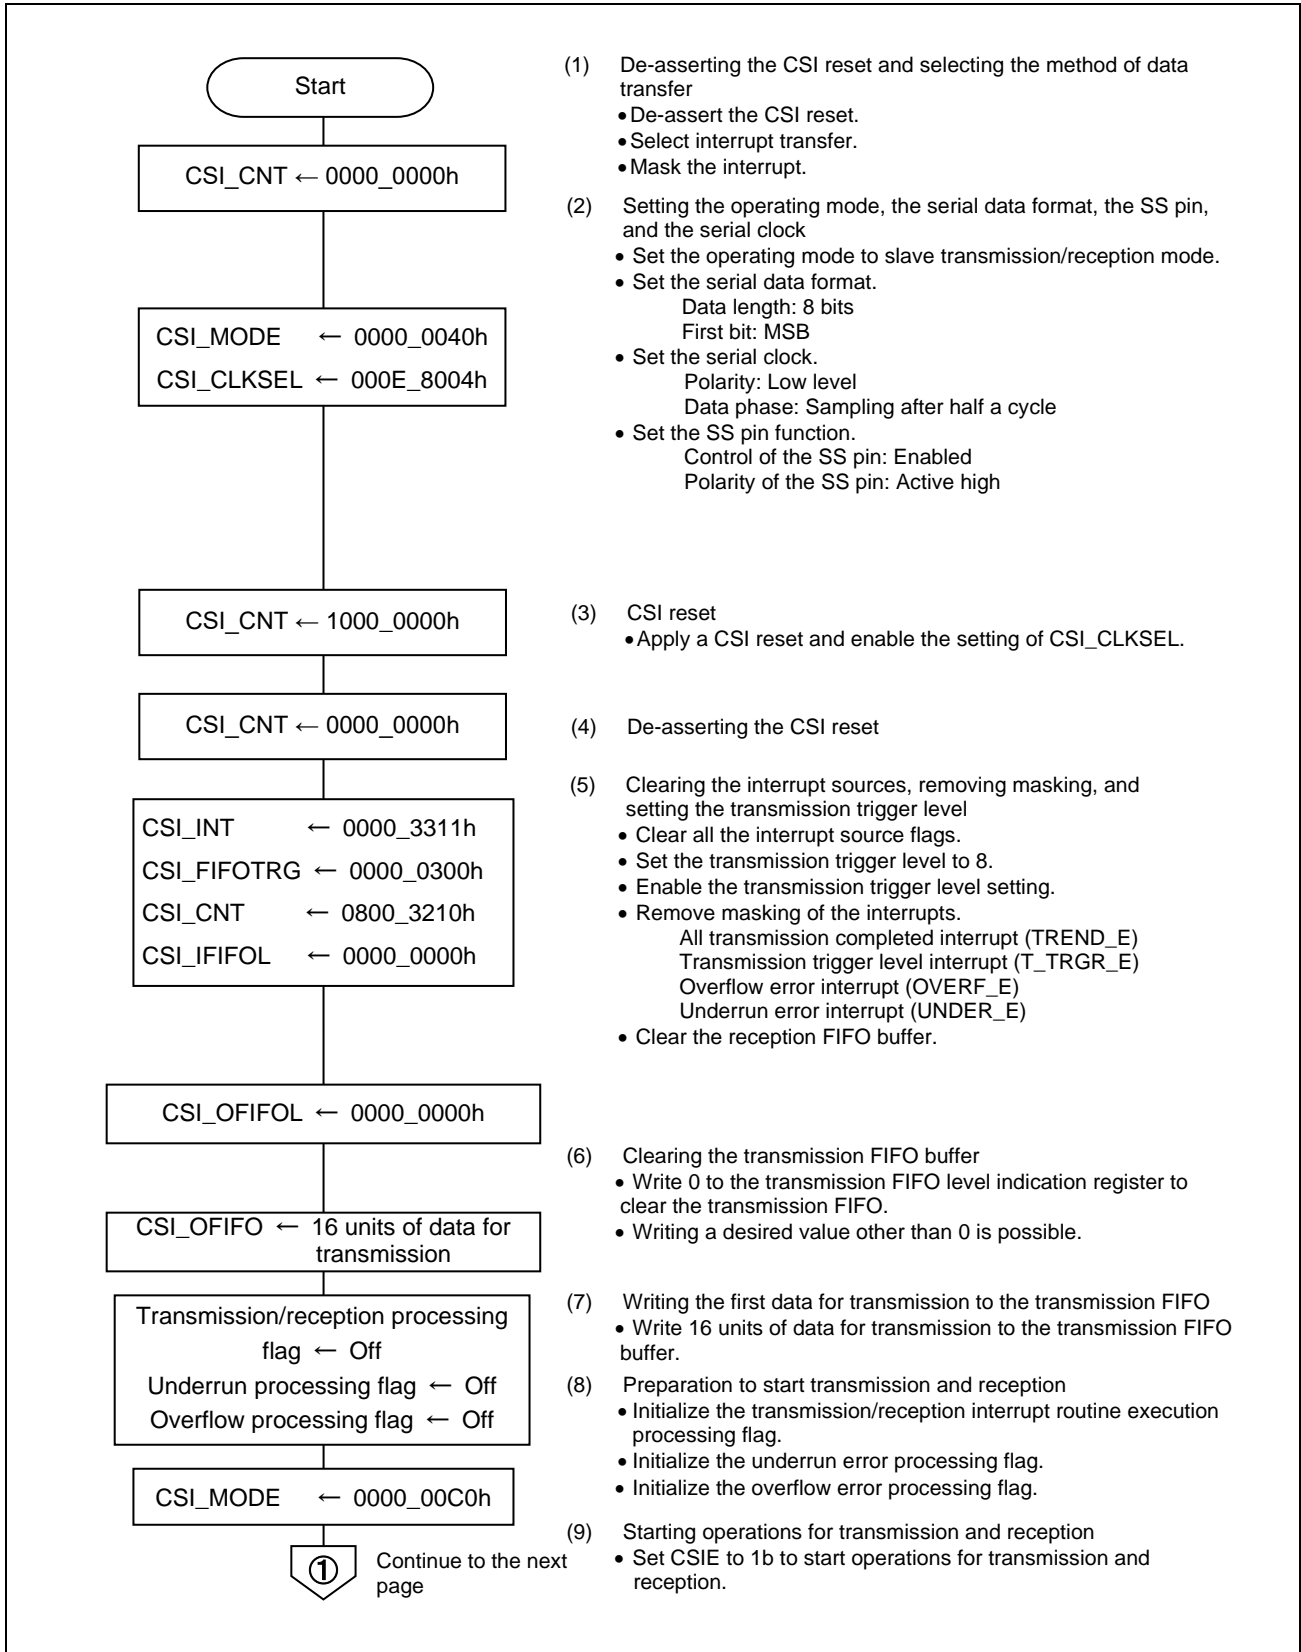 Start
CSI_CNT ← 0000_0000h
(1) De-asserting the CSI reset and selecting the method of data
transfer
•De-assert the CSI reset.
•Select interrupt transfer.
•Mask the interrupt.
CSI_MODE ← 0000_0040h
CSI_CLKSEL ← 000E_8004h
(2) Setting the operating mode, the serial data format, the SS pin,
and the serial clock
• Set the operating mode to slave transmission/reception mode.
• Set the serial data format.
Data length: 8 bits
First bit: MSB
• Set the serial clock.
Polarity: Low level
Data phase: Sampling after half a cycle
• Set the SS pin function.
Control of the SS pin: Enabled
Polarity of the SS pin: Active high
CSI_CNT ← 1000_0000h
(3) CSI reset
•Apply a CSI reset and enable the setting of CSI_CLKSEL.
CSI_CNT ← 0000_0000h
(4) De-asserting the CSI reset
CSI_INT ← 0000_3311h
CSI_FIFOTRG ← 0000_0300h
CSI_CNT ← 0800_3210h
CSI_IFIFOL ← 0000_0000h
(5) Clearing the interrupt sources, removing masking, and
setting the transmission trigger level
• Clear all the interrupt source flags.
• Set the transmission trigger level to 8.
• Enable the transmission trigger level setting.
• Remove masking of the interrupts.
All transmission completed interrupt (TREND_E)
Transmission trigger level interrupt (T_TRGR_E)
Overflow error interrupt (OVERF_E)
Underrun error interrupt (UNDER_E)
• Clear the reception FIFO buffer.
CSI_OFIFOL ← 0000_0000h
(6) Clearing the transmission FIFO buffer
• Write 0 to the transmission FIFO level indication register to
clear the transmission FIFO.
• Writing a desired value other than 0 is possible.
CSI_OFIFO ← 16 units of data for
transmission
(7) Writing the first data for transmission to the transmission FIFO
• Write 16 units of data for transmission to the transmission FIFO
buffer.
Transmission/reception processing
flag ← Off
Underrun processing flag ← Off
Overflow processing flag ← Off
(8) Preparation to start transmission and reception
• Initialize the transmission/reception interrupt routine execution
processing flag.
• Initialize the underrun error processing flag.
• Initialize the overflow error processing flag.
CSI_MODE ← 0000_00C0h
(9) Starting operations for transmission and reception
• Set CSIE to 1b to start operations for transmission and
reception.
①
Continue to the next
page